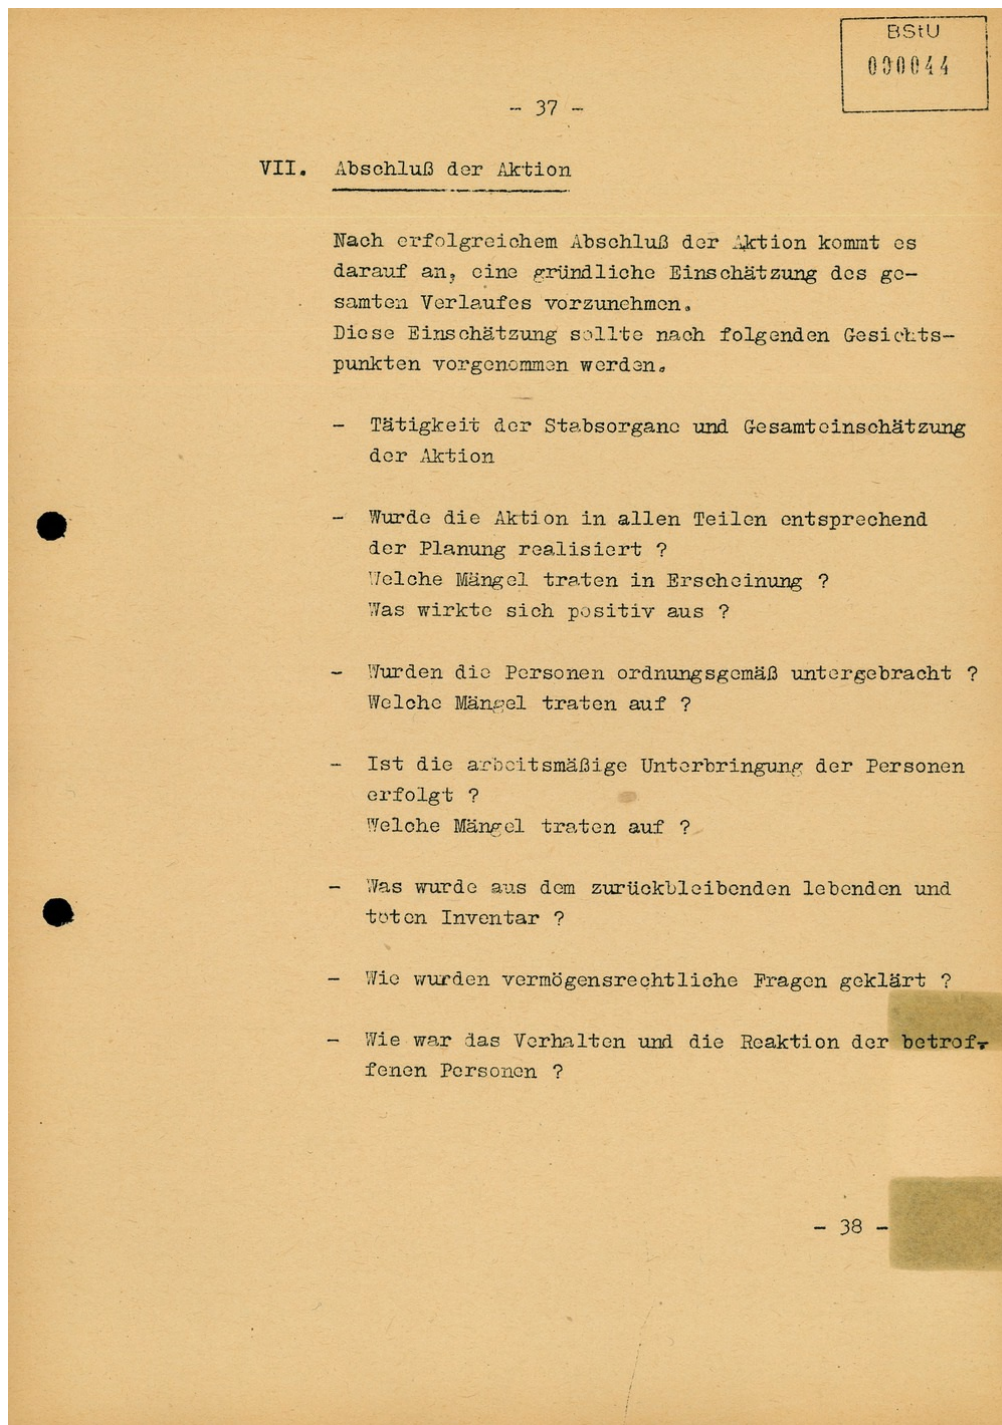 BStU
000044
- 37 -
VII. Abschluß der Aktion
Nach erfolgreichem Abschluß der Aktion kommt es
darauf an, eine gründliche Einschätzung des ge-
samten Verlaufes vorzunehmen.
Diese Einschätzung sollte nach folgenden Gesichts-
punkten vorgenommen werden.
- Tätigkeit der Stabsorgane und Gesamteinschätzung
der Aktion
- Wurde die Aktion in allen Teilen entsprechend
der Planung realisiert ?
Welche Mängel traten in Erscheinung ?
Was wirkte sich positiv aus ?
- Wurden die Personen ordnungsgemäß untergebracht ?
Welche Mängel traten auf ?
- Ist die arbeitsmäßige Unterbringung der Personen
erfolgt ?
Welche Mängel traten auf ?
- Was wurde aus dem zurückbleibenden lebenden und
toten Inventar ?
- Wie wurden vermögensrechtliche Fragen geklärt ?
- Wie war das Verhalten und die Reaktion der betrof-
fenen Personen ?
- 38 -